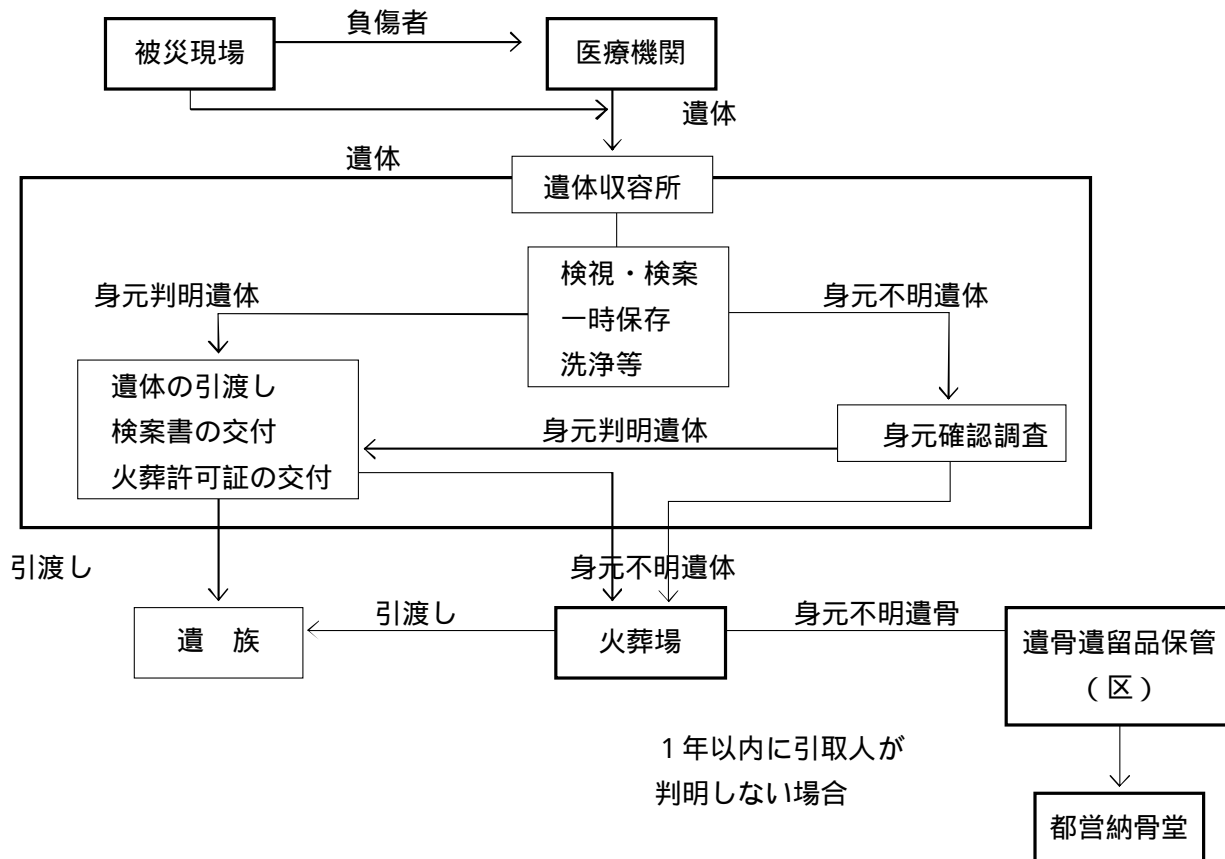 負傷者
被災現場
医療機関
遺体
遺体
遺体収容所
検視・検案
一時保存
洗浄等
身元判明遺体
身元不明遺体
遺体の引渡し
検案書の交付
火葬許可証の交付
身元判明遺体
身元確認調査
引渡し
身元不明遺体
遺　族
引渡し
火葬場
身元不明遺骨
遺骨遺留品保管
（区）
１年以内に引取人が
判明しない場合
都営納骨堂